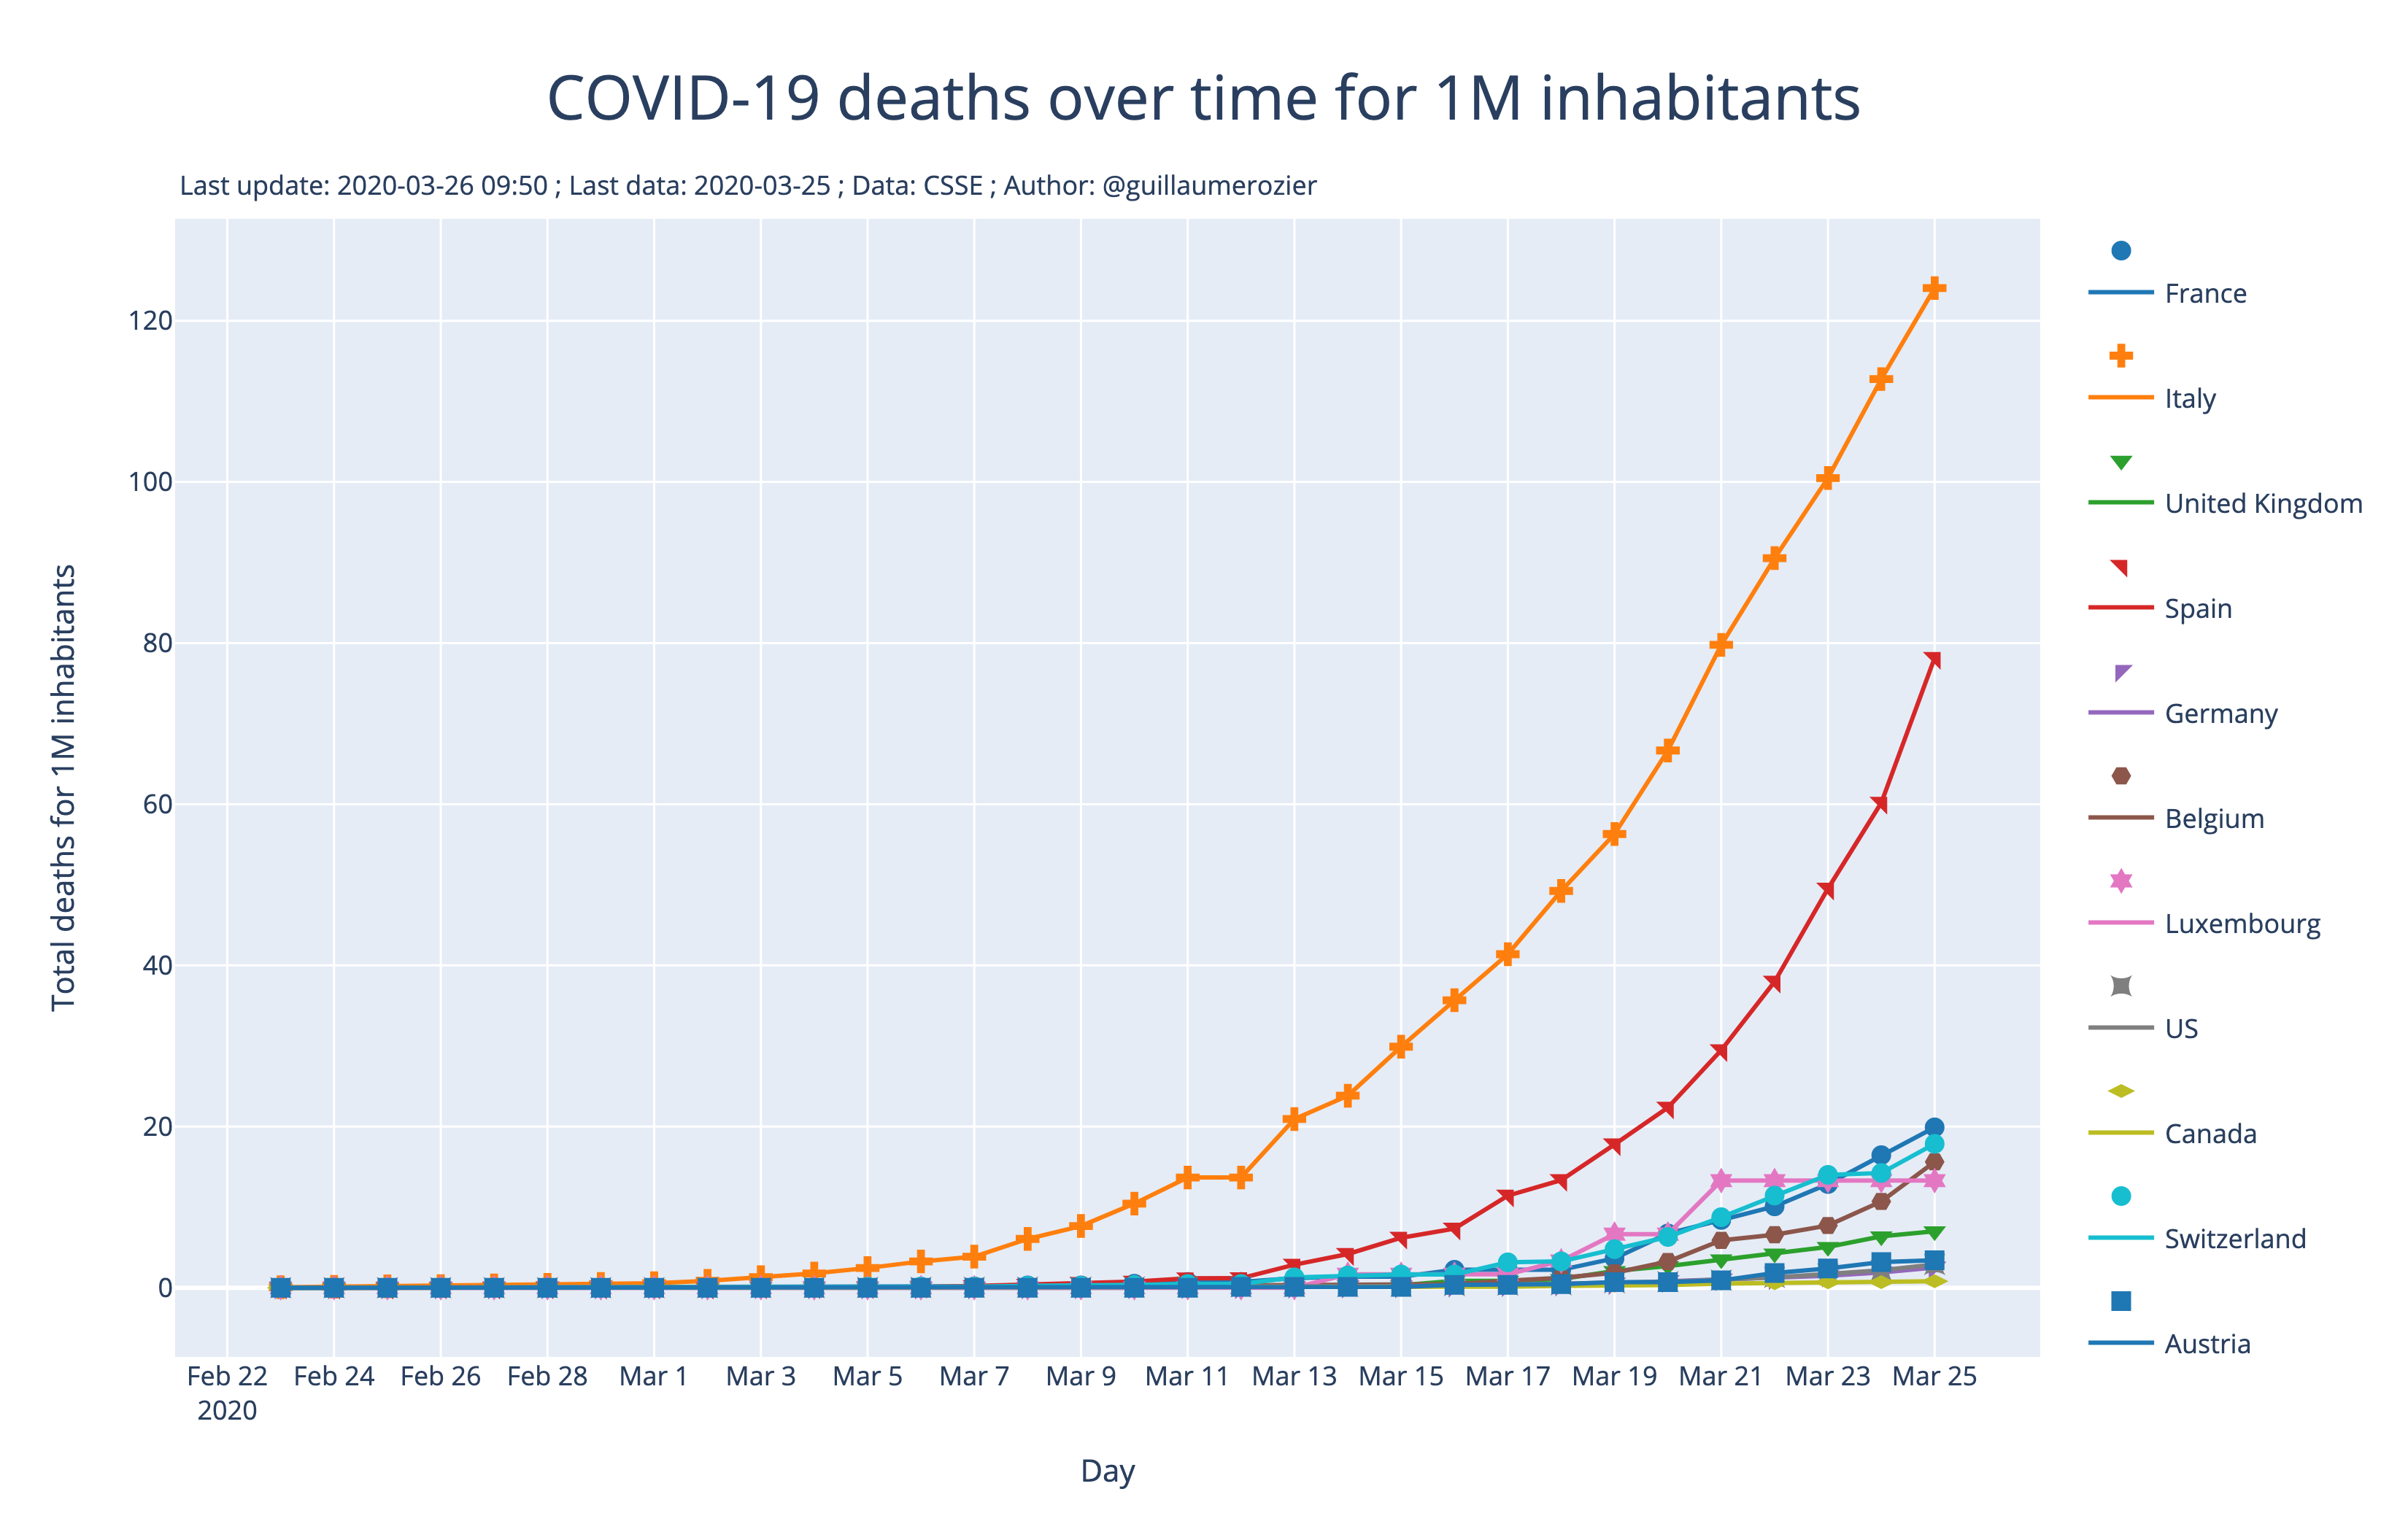 COVID-19 deaths over time for 1M inhabitants
Last update: 2020-03-26 09:50 ; Last data: 2020-03-25 ; Data: CSSE ; Author: @guillaumerozier
Total deaths for 1M inhabitants
120
100
80
60
40
20
0
Feb 22 Feb 24 Feb 26 Feb 28 Mar 1 Mar 3 Mar 5 Mar 7 Mar 9 Mar 11 Mar 13 Mar 15 Mar 17 Mar 19 Mar 21 Mar 23 Mar 25
2020
Day
France
Italy
United Kingdom
Spain
Germany
Belgium
Luxembourg
US
Canada
Switzerland
Austria